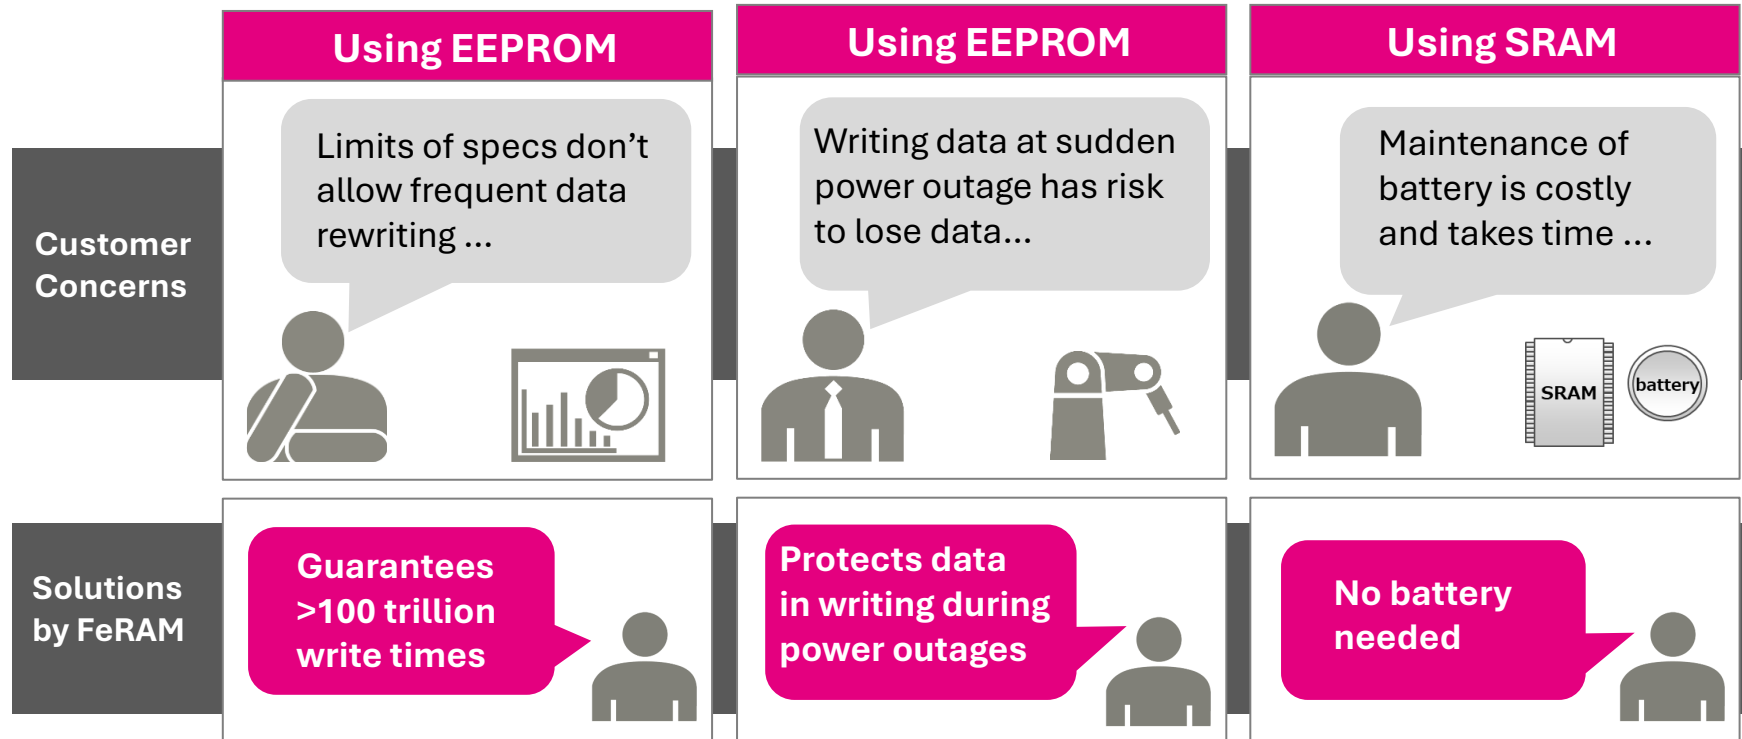 Using EEPROM
Using EEPROM
Using SRAM
Customer
Concerns
Limits of specs don’t
allow frequent data
rewriting ...
Writing data at sudden
power outage has risk
to lose data...
Maintenance of
battery is costly
and takes time ...
SRAM
battery
Solutions
by FeRAM
Guarantees
>100 trillion
write times
Protects data
in writing during
power outages
No battery
needed